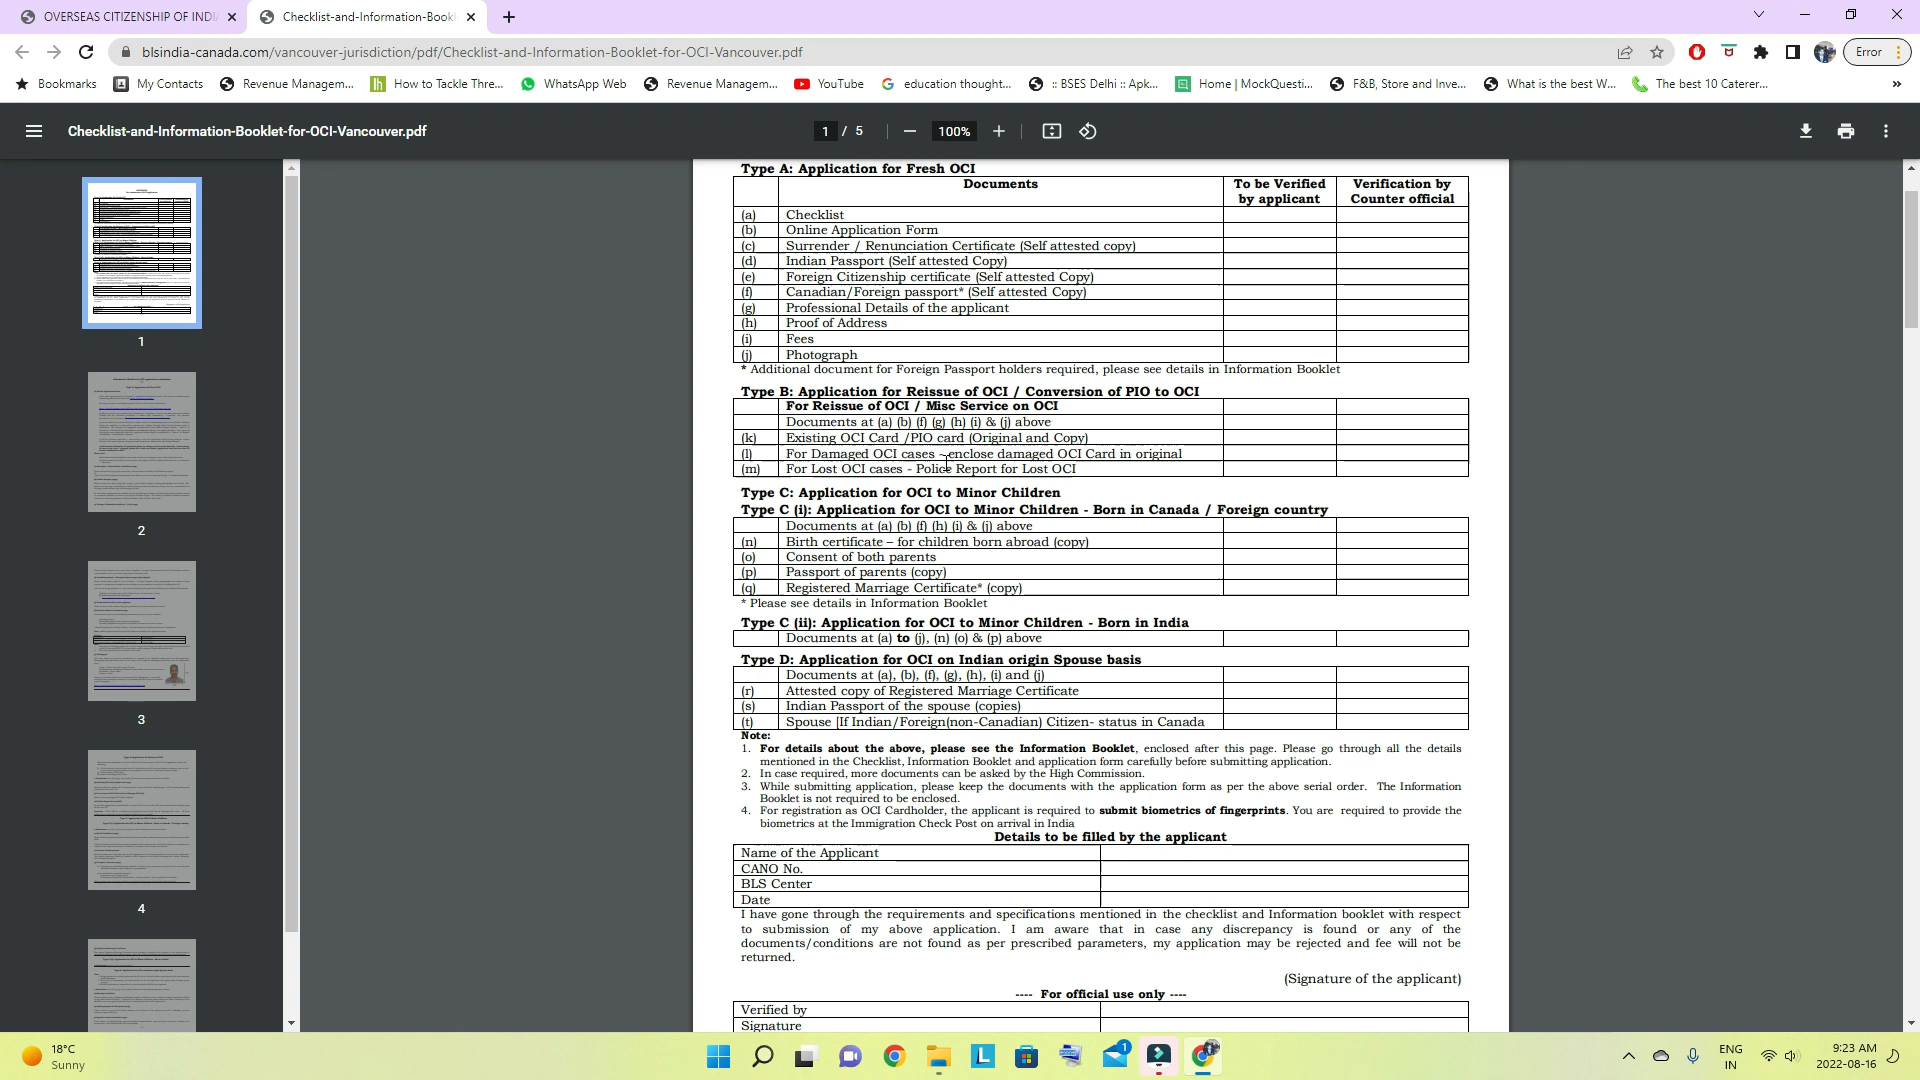 OVERSEAS CITIZENSHIP OF INDI
Checklist-and-Information-Bookl
blsindia-canada.com/vancouver-jurisdiction/pdf/Checklist-and-Information-Booklet-for-OCI-Vancouver.pdf
Error
Bookmarks
My Contacts
Revenue Managem...
How to Tackle Thre...
WhatsApp Web
Revenue Managem...
YouTube
education thought...
:: BSES Delhi :: Apk...
Home | MockQuesti...
F&B, Store and Inve...
What is the best W...
The best 10 Caterer...
»
Checklist-and-Information-Booklet-for-OCI-Vancouver.pdf
1 / 5
100%
1
2
3
4
Type A: Application for Fresh OCI
Documents
To be Verified by applicant
Verification by Counter official
(a) Checklist
(b) Online Application Form
(c) Surrender / Renunciation Certificate (Self attested copy)
(d) Indian Passport (Self attested Copy)
(e) Foreign Citizenship certificate (Self attested Copy)
(f) Canadian/Foreign passport* (Self attested Copy)
(g) Professional Details of the applicant
(h) Proof of Address
(i) Fees
(j) Photograph
* Additional document for Foreign Passport holders required, please see details in Information Booklet
Type B: Application for Reissue of OCI / Conversion of PIO to OCI
For Reissue of OCI / Misc Service on OCI
Documents at (a) (b) (f) (g) (h) (i) & (j) above
(k) Existing OCI Card /PIO card (Original and Copy)
(l) For Damaged OCI cases –enclose damaged OCI Card in original
(m) For Lost OCI cases - Police Report for Lost OCI
Type C: Application for OCI to Minor Children
Type C (i): Application for OCI to Minor Children - Born in Canada / Foreign country
Documents at (a) (b) (f) (h) (i) & (j) above
(n) Birth certificate – for children born abroad (copy)
(o) Consent of both parents
(p) Passport of parents (copy)
(q) Registered Marriage Certificate* (copy)
* Please see details in Information Booklet
Type C (ii): Application for OCI to Minor Children - Born in India
Documents at (a) to (j), (n) (o) & (p) above
Type D: Application for OCI on Indian origin Spouse basis
Documents at (a), (b), (f), (g), (h), (i) and (j)
(r) Attested copy of Registered Marriage Certificate
(s) Indian Passport of the spouse (copies)
(t) Spouse [If Indian/Foreign(non-Canadian) Citizen- status in Canada
Note:
1. For details about the above, please see the Information Booklet, enclosed after this page. Please go through all the details
mentioned in the Checklist, Information Booklet and application form carefully before submitting application.
2. In case required, more documents can be asked by the High Commission.
3. While submitting application, please keep the documents with the application form as per the above serial order. The Information
Booklet is not required to be enclosed.
4. For registration as OCI Cardholder, the applicant is required to submit biometrics of fingerprints. You are required to provide the
biometrics at the Immigration Check Post on arrival in India
Details to be filled by the applicant
Name of the Applicant
CANO No.
BLS Center
Date
I have gone through the requirements and specifications mentioned in the checklist and Information booklet with respect
to submission of my above application. I am aware that in case any discrepancy is found or any of the
documents/conditions are not found as per prescribed parameters, my application may be rejected and fee will not be
returned.
(Signature of the applicant)
---- For official use only ----
Verified by
Signature
18°C
Sunny
1
ENG
IN
9:23 AM
2022-08-16